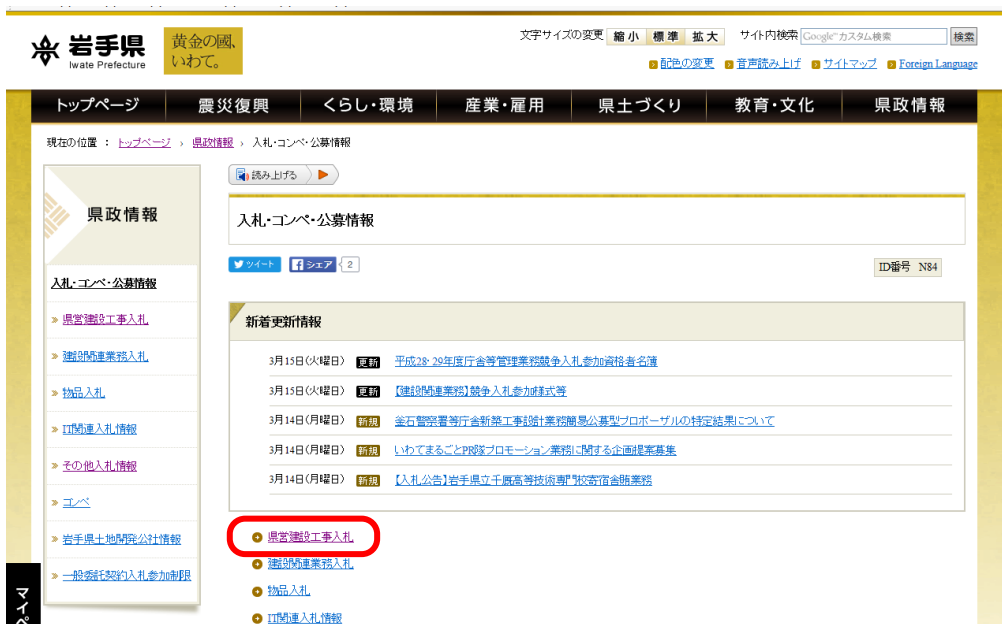 岩手県
Iwate Prefecture
黄金の國、
いわて。
文字サイズの変更 縮小 標準 拡大 サイト内検索 Google カスタム検索 検索
配色の変更 音声読み上げ サイトマップ Foreign Language
トップページ 震災復興 くらし・環境 産業・雇用 県土づくり 教育・文化 県政情報
現在の位置 : トップページ › 県政情報 › 入札・コンペ・公募情報
読み上げる
県政情報
入札・コンペ・公募情報
ツイート シェア 2
ID番号 N84
入札・コンペ・公募情報
県営建設工事入札
建設関連業務入札
物品入札
IT関連入札情報
その他入札情報
コンペ
岩手県土地開発公社情報
一般委託契約入札参加制限
新着更新情報
3月15日(火曜日) 更新 平成28・29年度庁舎等管理業務競争入札参加資格者名簿
3月15日(火曜日) 更新 【建設関連業務】競争入札参加様式等
3月14日(月曜日) 新規 釜石警察署等庁舎新築工事設計業務簡易公募型プロポーザルの特定結果について
3月14日(月曜日) 新規 いわてまるごとPR隊プロモーション業務に関する企画提案募集
3月14日(月曜日) 新規 【入札公告】岩手県立千厩高等技術専門校寄宿舎賄業務
県営建設工事入札
建設関連業務入札
物品入札
IT関連入札情報
マイペ